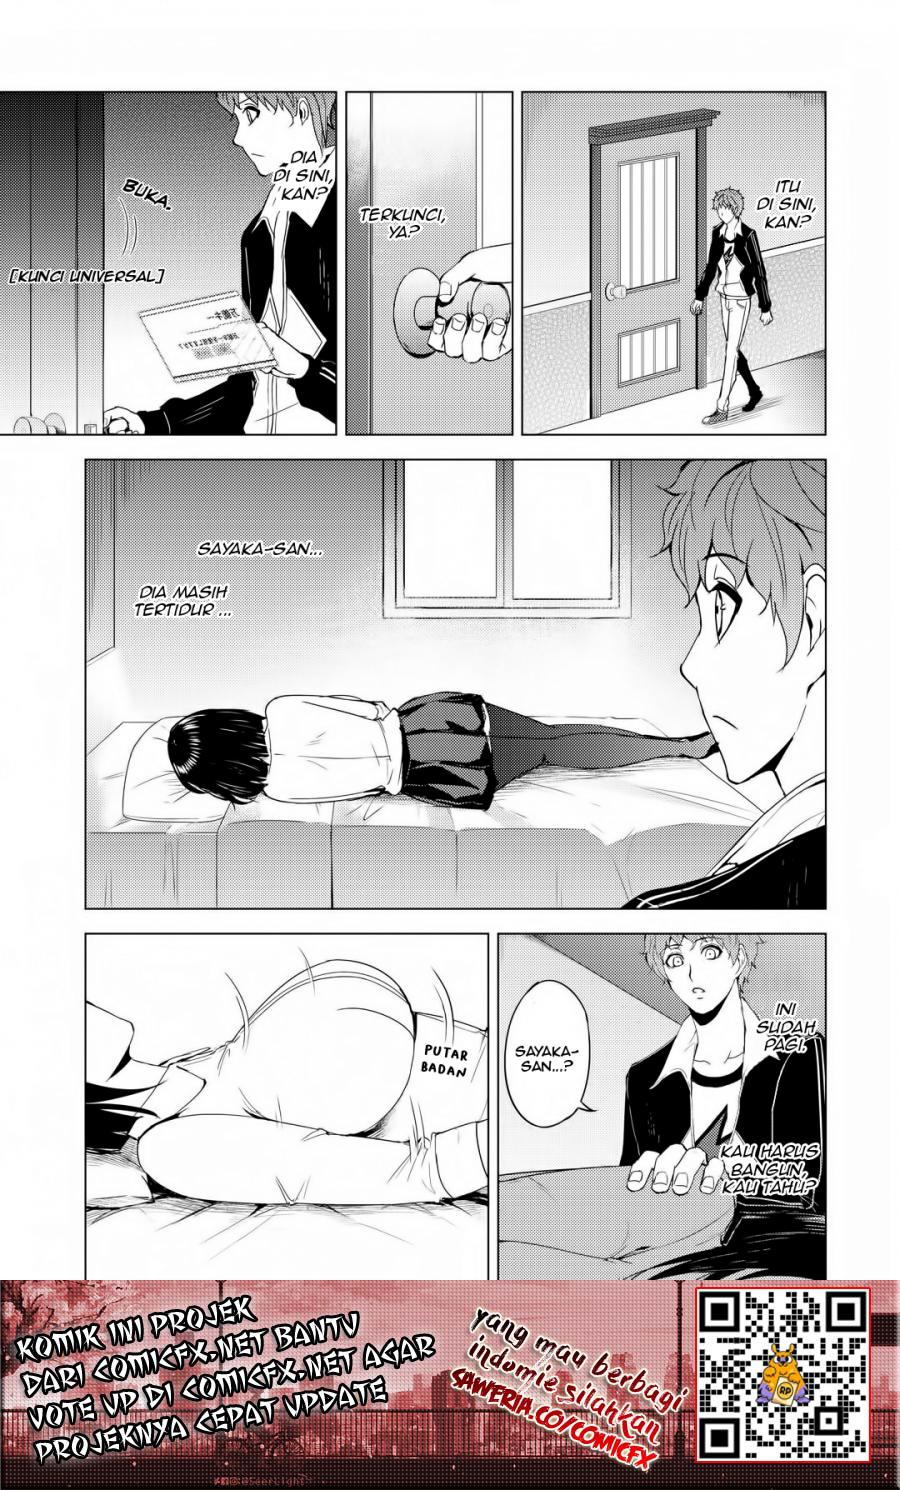 ITU
DI SINI,
KAN?
TERKUNCI,
YA?
DIA
DI SINI,
KAN?
BUKA.
[KUNCI UNIVERSAL]
SAYAKA-SAN...
DIA MASIH
TERTIDUR ...
INI
SUDAH
PAGI.
SAYAKA-
SAN...?
KAU HARUS
BANGUN,
KAU TAHU?
PUTAR
BADAN
KOMIK INI PROJEK
DARI COMICFX.NET BANTU
VOTE UP DI COMICFX.NET AGAR
PROJEKNYA CEPAT UPDATE
yang mau berbagi
indomie silahkan
SAWERIA.CO/COMICFX
RP
@SeerLight